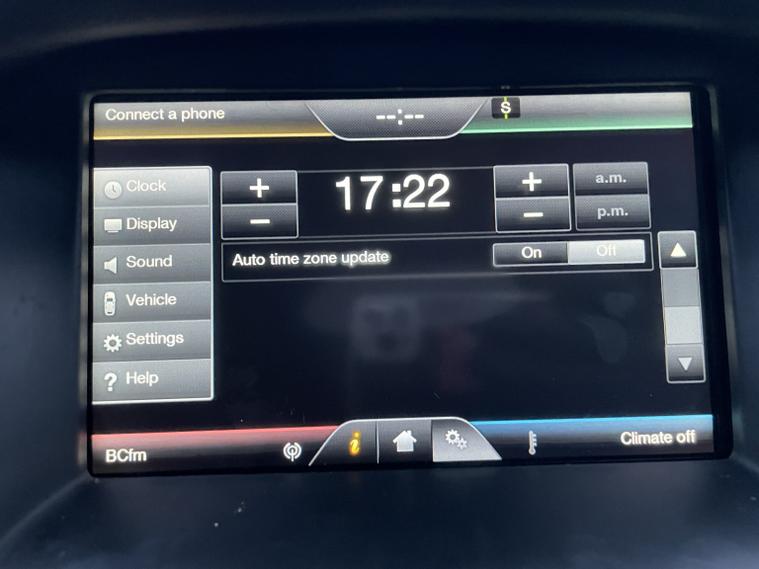 Connect a phone
--:--
S
Clock
+
17:22
+
a.m.
Display
−
−
p.m.
Sound
Auto time zone update
On
Off
Vehicle
Settings
? Help
BCfm
i
Climate off